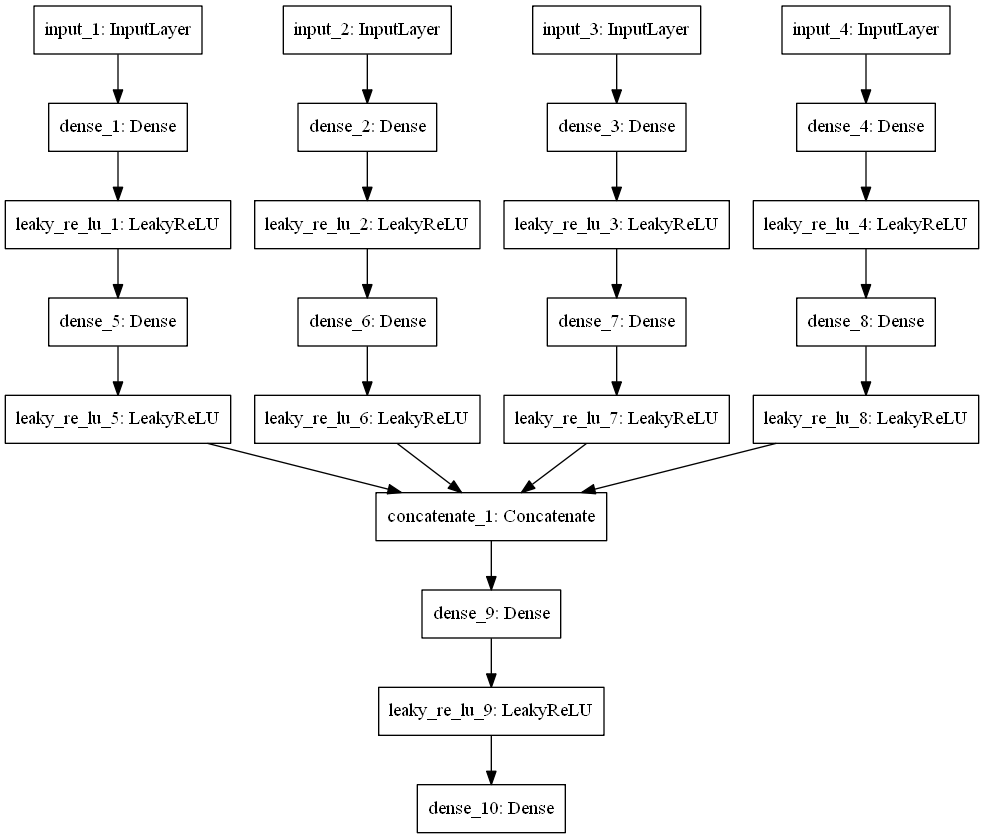 input_1: InputLayer
input_2: InputLayer
input_3: InputLayer
input_4: InputLayer
dense_1: Dense
dense_2: Dense
dense_3: Dense
dense_4: Dense
leaky_re_lu_1: LeakyReLU
leaky_re_lu_2: LeakyReLU
leaky_re_lu_3: LeakyReLU
leaky_re_lu_4: LeakyReLU
dense_5: Dense
dense_6: Dense
dense_7: Dense
dense_8: Dense
leaky_re_lu_5: LeakyReLU
leaky_re_lu_6: LeakyReLU
leaky_re_lu_7: LeakyReLU
leaky_re_lu_8: LeakyReLU
concatenate_1: Concatenate
dense_9: Dense
leaky_re_lu_9: LeakyReLU
dense_10: Dense